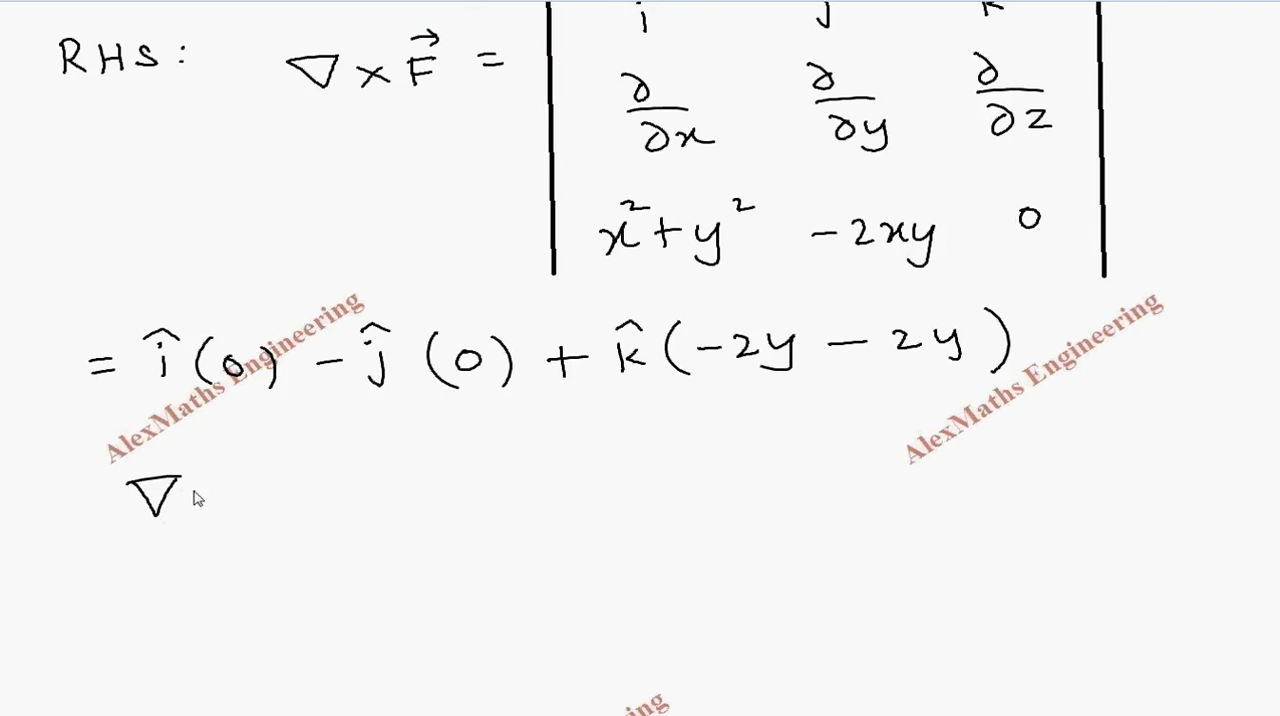 i j k
RHS: ∇ × F⃗ = ∂/∂x ∂/∂y ∂/∂z
x² + y² - 2xy 0
= î (0) - ĵ (0) + k̂ (-2y - 2y)
AlexMaths Engineering AlexMaths Engineering
∇